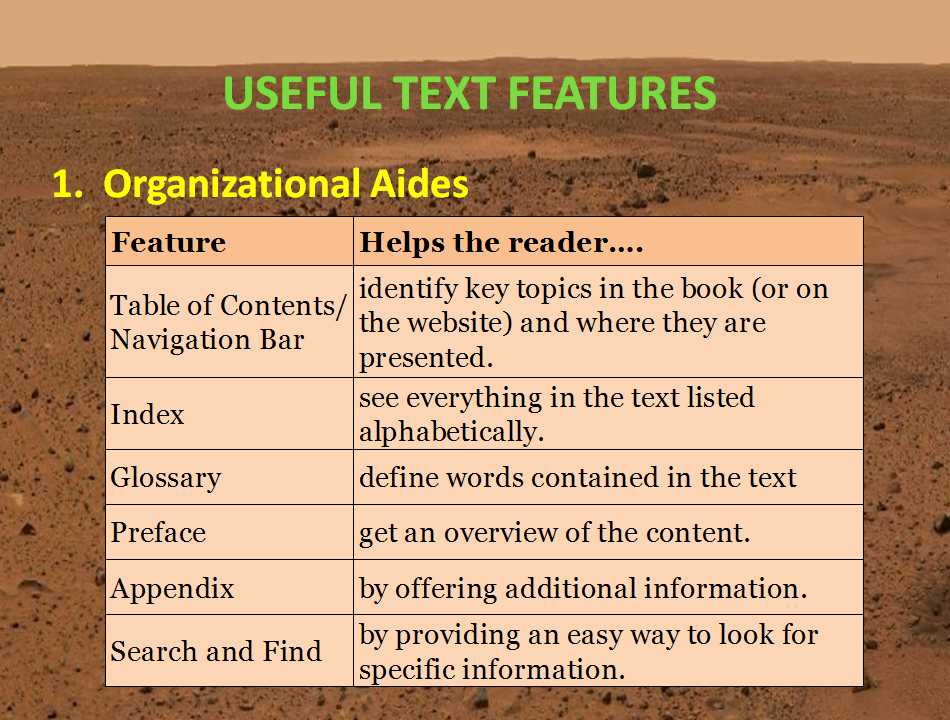 USEFUL TEXT FEATURES
1. Organizational Aides
Feature
Helps the reader....
Table of Contents/
Navigation Bar
identify key topics in the book (or on
the website) and where they are
presented.
Index
see everything in the text listed
alphabetically.
Glossary
define words contained in the text
Preface
get an overview of the content.
Appendix
by offering additional information.
Search and Find
by providing an easy way to look for
specific information.